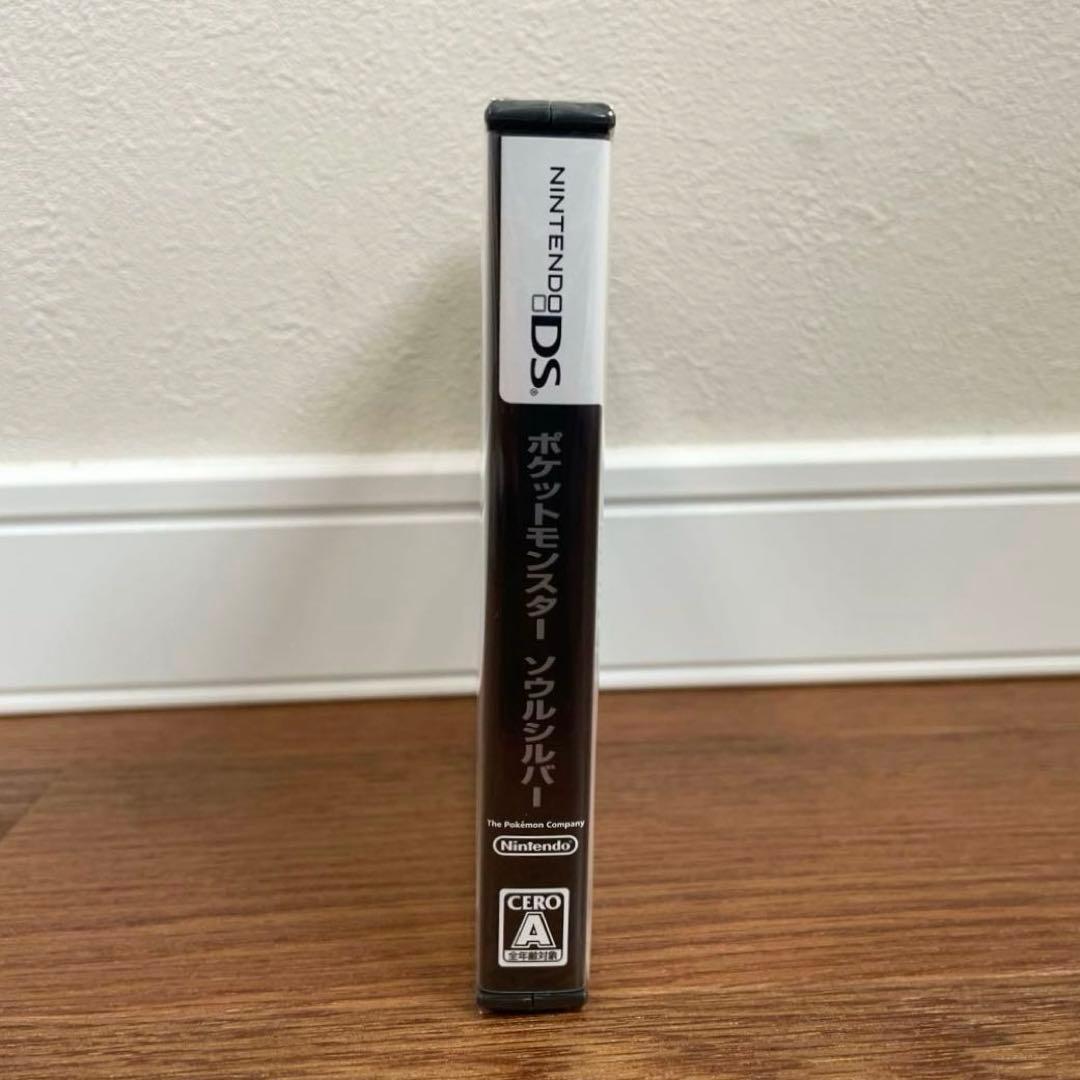 NINTENDO DS®
ポケットモンスター ソウルシルバー
The Pokémon Company
Nintendo®
CERO
A
全年齢対象